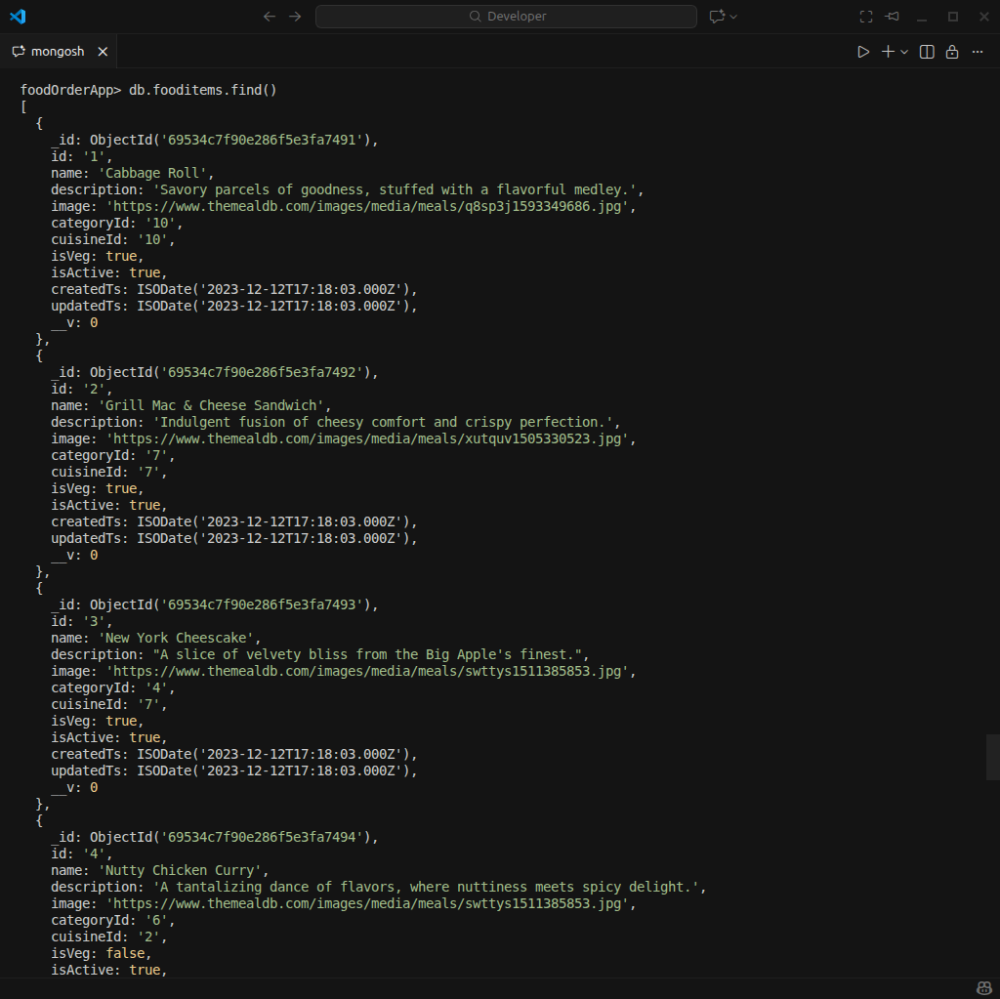 Developer
mongosh
foodOrderApp> db.fooditems.find()
[
  {
    _id: ObjectId('69534c7f90e286f5e3fa7491'),
    id: '1',
    name: 'Cabbage Roll',
    description: 'Savory parcels of goodness, stuffed with a flavorful medley.',
    image: 'https://www.themealdb.com/images/media/meals/q8sp3j1593349686.jpg',
    categoryId: '10',
    cuisineId: '10',
    isVeg: true,
    isActive: true,
    createdTs: ISODate('2023-12-12T17:18:03.000Z'),
    updatedTs: ISODate('2023-12-12T17:18:03.000Z'),
    __v: 0
  },
  {
    _id: ObjectId('69534c7f90e286f5e3fa7492'),
    id: '2',
    name: 'Grill Mac & Cheese Sandwich',
    description: 'Indulgent fusion of cheesy comfort and crispy perfection.',
    image: 'https://www.themealdb.com/images/media/meals/xutquv1505330523.jpg',
    categoryId: '7',
    cuisineId: '7',
    isVeg: true,
    isActive: true,
    createdTs: ISODate('2023-12-12T17:18:03.000Z'),
    updatedTs: ISODate('2023-12-12T17:18:03.000Z'),
    __v: 0
  },
  {
    _id: ObjectId('69534c7f90e286f5e3fa7493'),
    id: '3',
    name: 'New York Cheescake',
    description: "A slice of velvety bliss from the Big Apple's finest.",
    image: 'https://www.themealdb.com/images/media/meals/swttys1511385853.jpg',
    categoryId: '4',
    cuisineId: '7',
    isVeg: true,
    isActive: true,
    createdTs: ISODate('2023-12-12T17:18:03.000Z'),
    updatedTs: ISODate('2023-12-12T17:18:03.000Z'),
    __v: 0
  },
  {
    _id: ObjectId('69534c7f90e286f5e3fa7494'),
    id: '4',
    name: 'Nutty Chicken Curry',
    description: 'A tantalizing dance of flavors, where nuttiness meets spicy delight.',
    image: 'https://www.themealdb.com/images/media/meals/swttys1511385853.jpg',
    categoryId: '6',
    cuisineId: '2',
    isVeg: false,
    isActive: true,